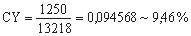 CY = 1250/13218 = 0,094568 ~ 9,46%